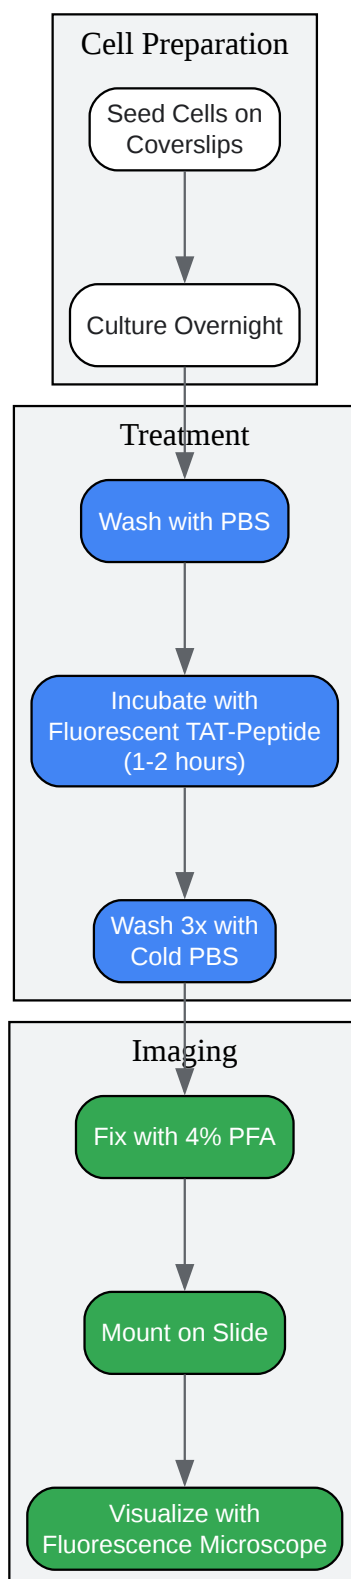 Cell Preparation
Seed Cells on
Coverslips
Culture Overnight
Treatment
Wash with PBS
Incubate with
Fluorescent TAT-Peptide
(1-2 hours)
Wash 3x with
Cold PBS
Imaging
Fix with 4% PFA
Mount on Slide
Visualize with
Fluorescence Microscope